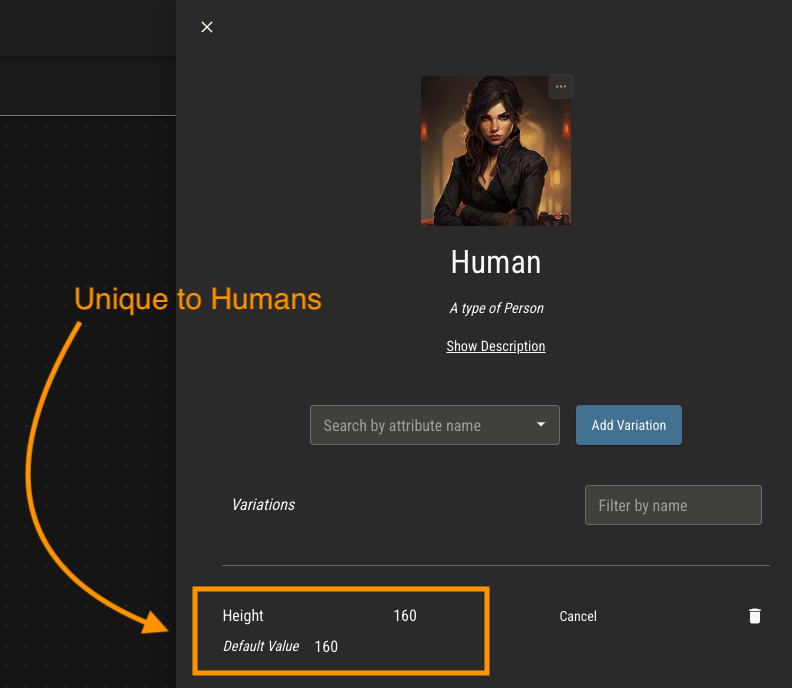 Human
Unique to Humans
A type of Person
Show Description
Search by attribute name
Add Variation
Variations
Filter by name
Height 160 Cancel
Default Value 160